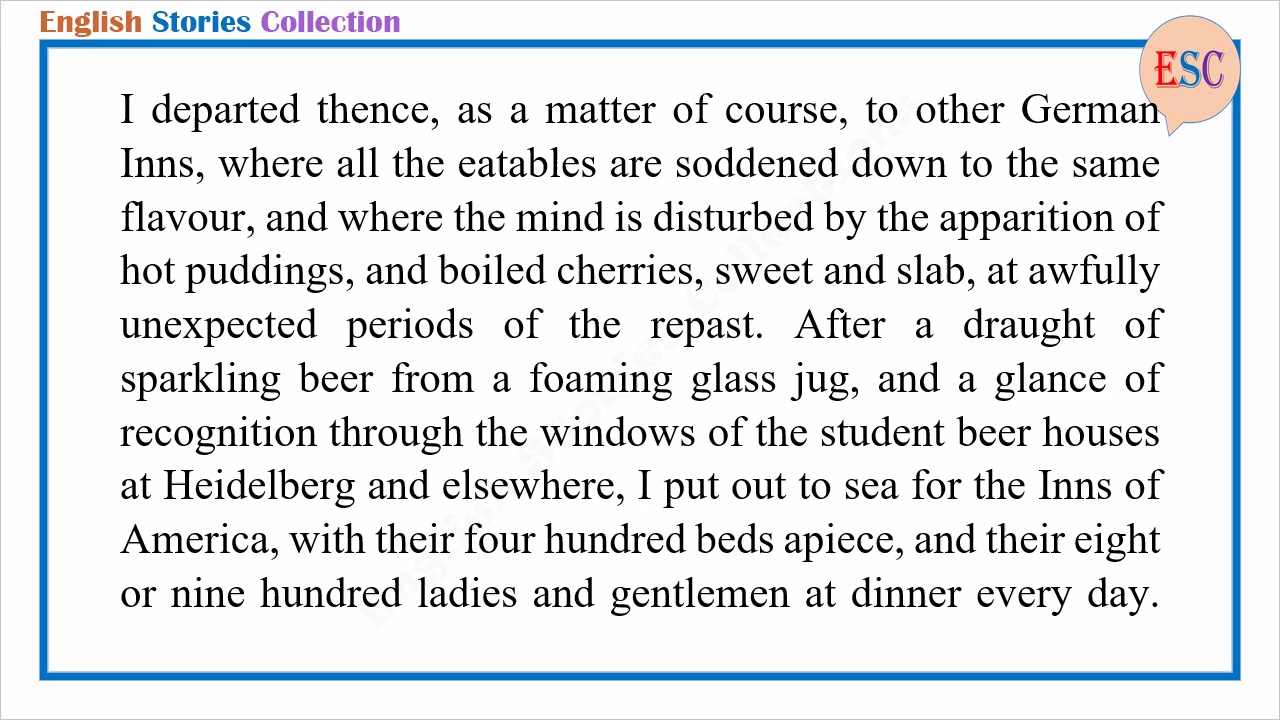 English Stories Collection
ESC
I departed thence, as a matter of course, to other German
Inns, where all the eatables are soddened down to the same
flavour, and where the mind is disturbed by the apparition of
hot puddings, and boiled cherries, sweet and slab, at awfully
unexpected periods of the repast. After a draught of
sparkling beer from a foaming glass jug, and a glance of
recognition through the windows of the student beer houses
at Heidelberg and elsewhere, I put out to sea for the Inns of
America, with their four hundred beds apiece, and their eight
or nine hundred ladies and gentlemen at dinner every day.
English Stories Collections